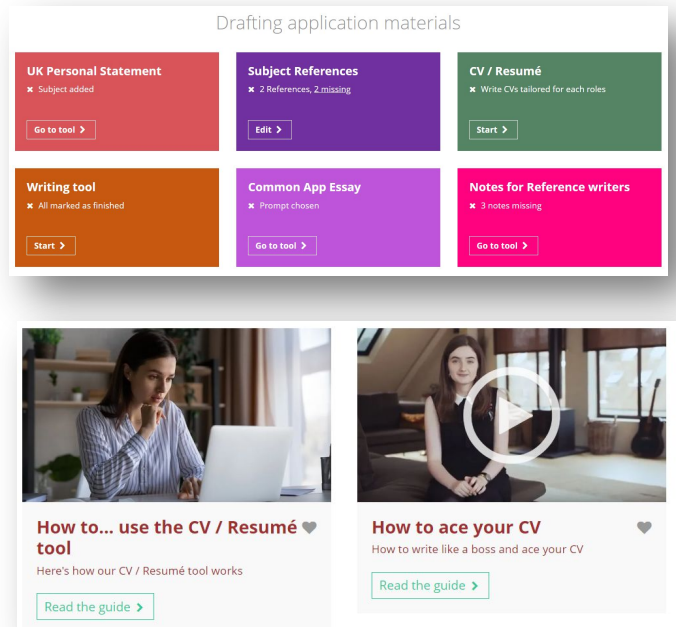 Drafting application materials
UK Personal Statement
✖ Subject added
Go to tool ❯
Subject References
✖ 2 References, 2 missing
Edit ❯
CV / Resumé
✖ Write CVs tailored for each roles
Start ❯
Writing tool
✖ All marked as finished
Start ❯
Common App Essay
✖ Prompt chosen
Go to tool ❯
Notes for Reference writers
✖ 3 notes missing
Go to tool ❯
How to... use the CV / Resumé
tool
Here's how our CV / Resumé tool works
Read the guide ❯
How to ace your CV
How to write like a boss and ace your CV
Read the guide ❯